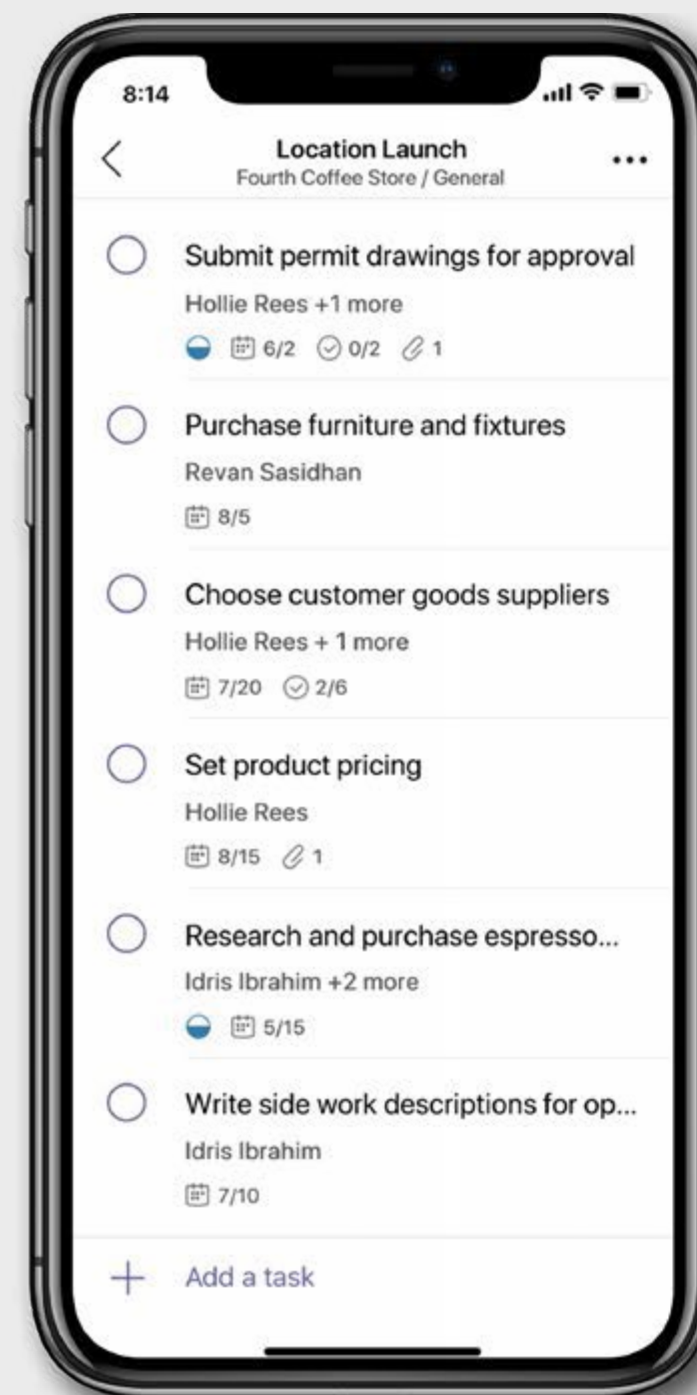 8:14
Location Launch
Fourth Coffee Store / General
Submit permit drawings for approval
Hollie Rees +1 more
6/2 0/2 1
Purchase furniture and fixtures
Revan Sasidhan
8/5
Choose customer goods suppliers
Hollie Rees + 1 more
7/20 2/6
Set product pricing
Hollie Rees
8/15 1
Research and purchase espresso...
Idris Ibrahim +2 more
5/15
Write side work descriptions for op...
Idris Ibrahim
7/10
+ Add a task